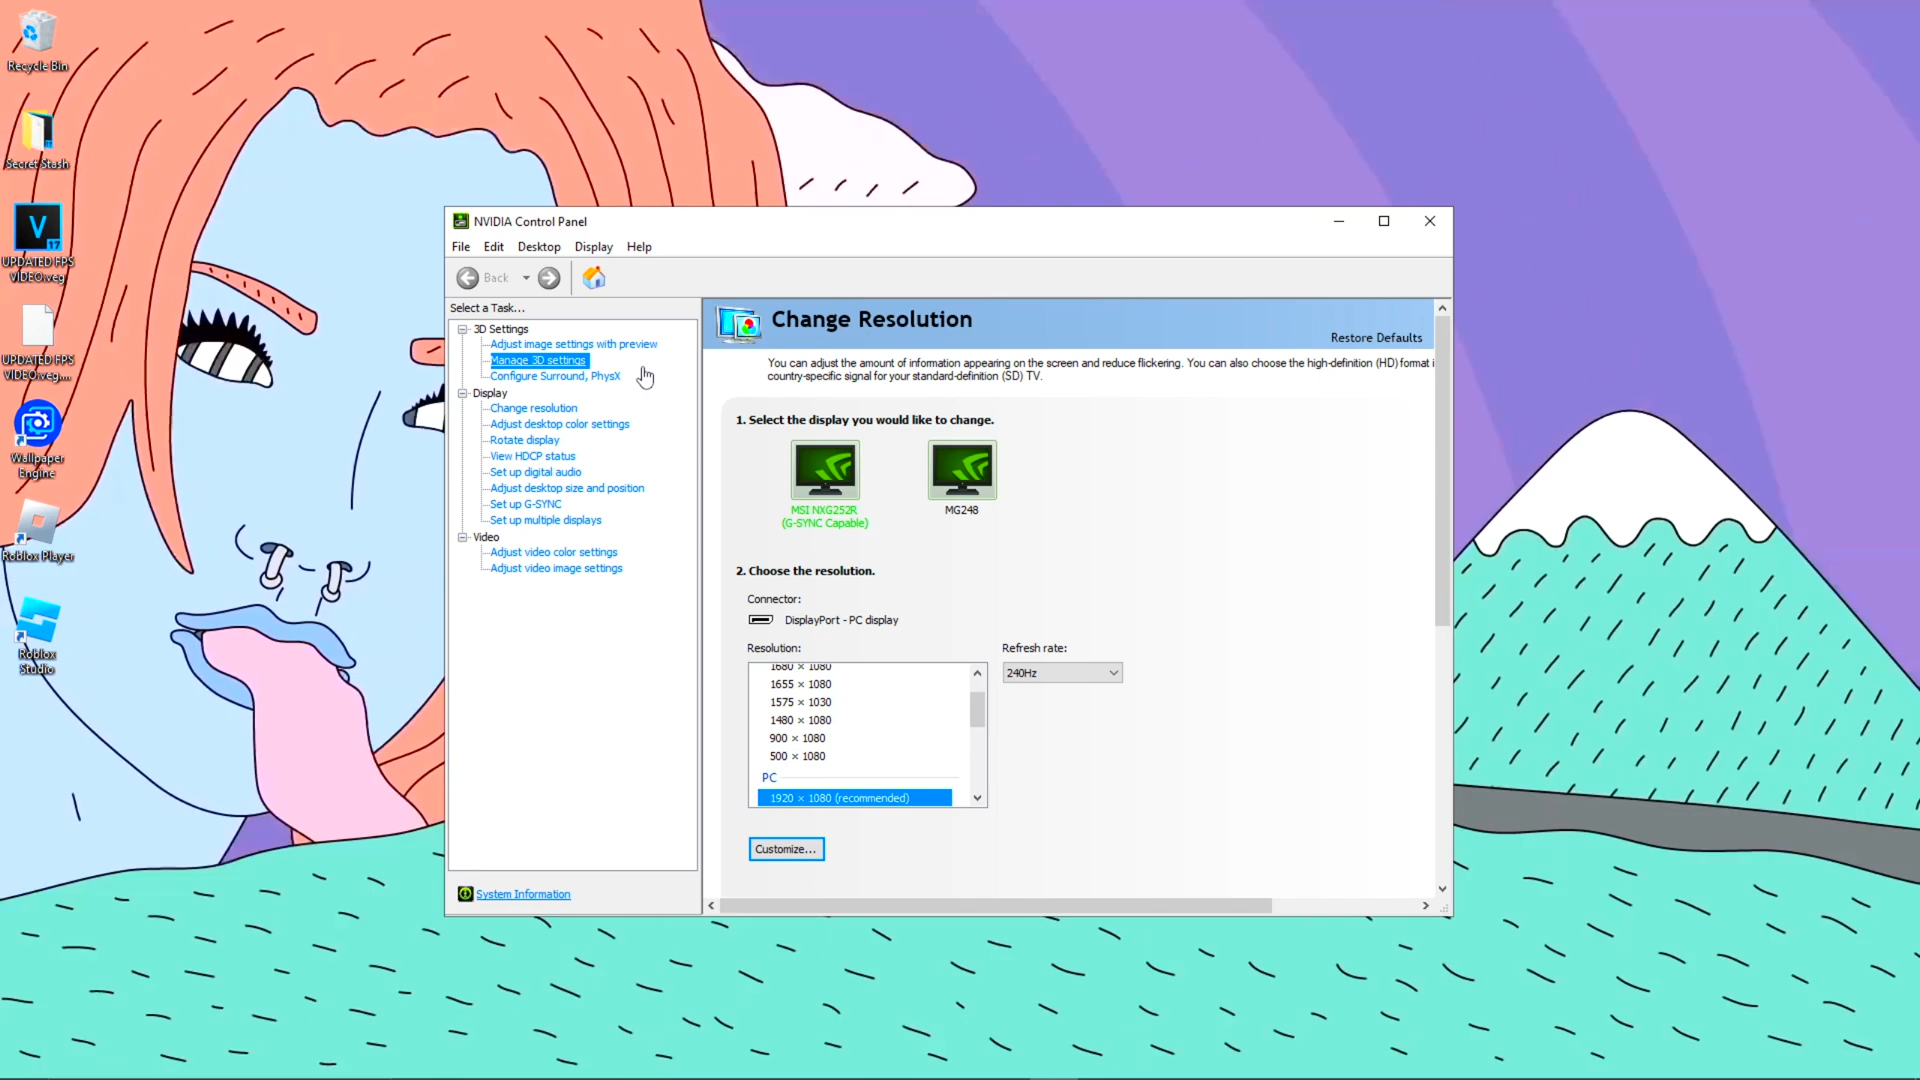 Recycle Bin
Secret Stash
V
17
UPDATED FPS
VIDEO.veg
UPDATED FPS
VIDEO.veg....
Wallpaper
Engine
Roblox Player
Roblox
Studio
NVIDIA Control Panel
File Edit Desktop Display Help
Back
Select a Task...
3D Settings
Adjust image settings with preview
Manage 3D settings
Configure Surround, PhysX
Display
Change resolution
Adjust desktop color settings
Rotate display
View HDCP status
Set up digital audio
Adjust desktop size and position
Set up G-SYNC
Set up multiple displays
Video
Adjust video color settings
Adjust video image settings
System Information
Change Resolution
Restore Defaults
You can adjust the amount of information appearing on the screen and reduce flickering. You can also choose the high-definition (HD) format i
country-specific signal for your standard-definition (SD) TV.
1. Select the display you would like to change.
MSI NXG252R
(G-SYNC Capable)
MG248
2. Choose the resolution.
Connector:
DisplayPort - PC display
Resolution:
Refresh rate:
1680 × 1080
240Hz
1655 × 1080
1575 × 1030
1480 × 1080
900 × 1080
500 × 1080
PC
1920 × 1080 (recommended)
Customize...